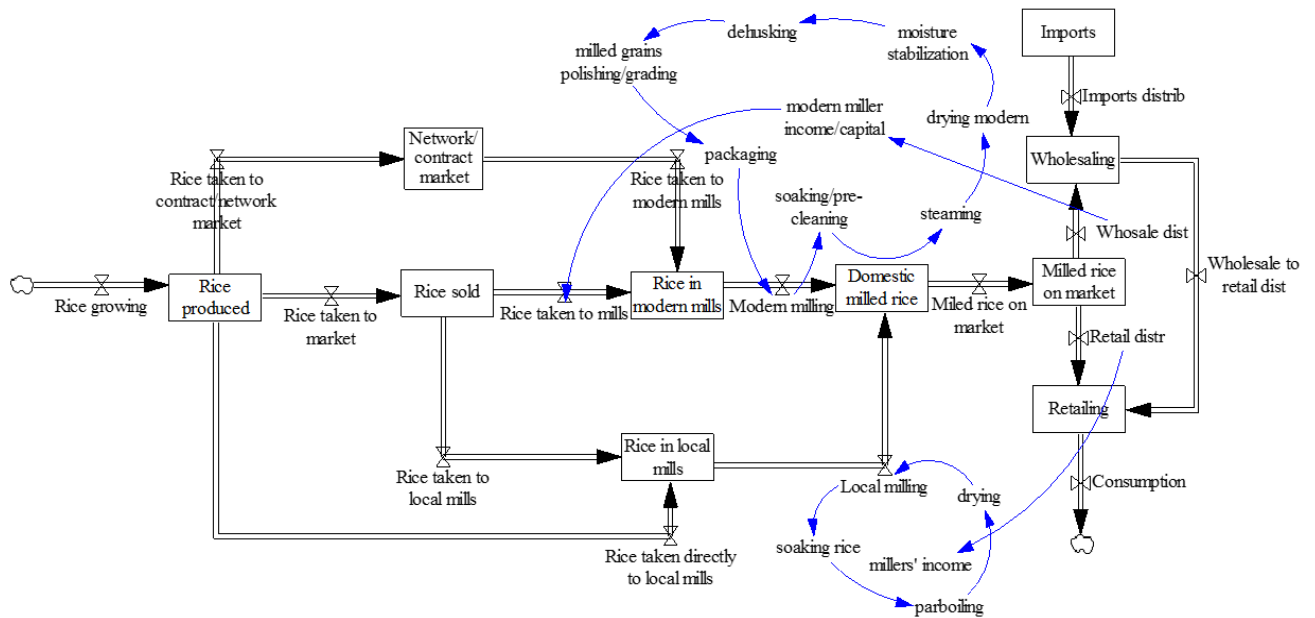 dehusking
moisture
stabilization
Imports
milled grains
polishing/grading
Imports distrib
modern miller
income/capital
drying modern
Network/
contract
market
packaging
Wholesaling
Rice taken to
contract/network
market
Rice taken to
modern mills
soaking/pre-
cleaning
steaming
Whosale dist
Rice growing
Rice
produced
Rice taken to
market
Rice sold
Rice taken to mills
Rice in
modern mills
Modern milling
Domestic
milled rice
Miled rice on
market
Milled rice
on market
Wholesale to
retail dist
Retail distr
Retailing
Rice taken to
local mills
Rice in local
mills
Local milling
drying
Consumption
Rice taken directly
to local mills
soaking rice
millers' income
parboiling